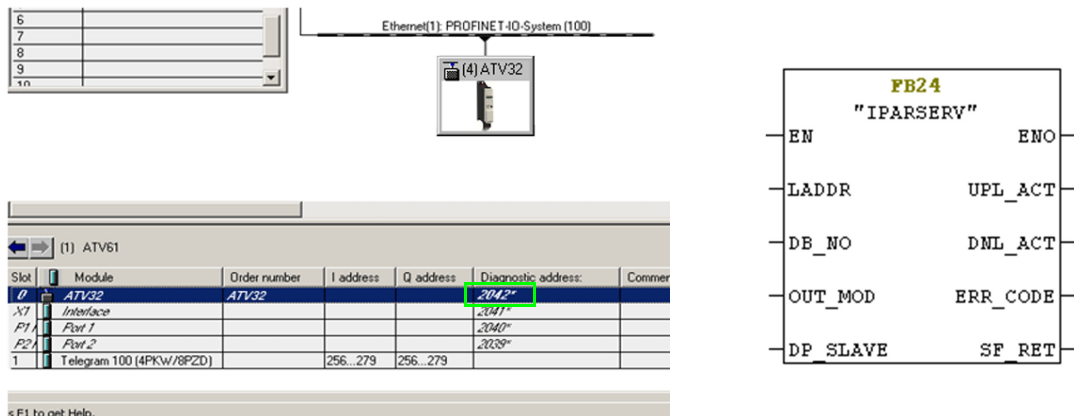 6
7
8
9
10
Ethernet(1): PROFINET-IO-System (100)
(4) ATV32
(1) ATV61
Slot Module Order number I address Q address Diagnostic address: Commer
0 ATV32 ATV32 2042*
X1 Interface 2041*
P1 Port 1 2040*
P2 Port 2 2039*
1 Telegram 100 (4PKW/8PZD) 256...279 256...279
s F1 to get Help.
FB24
"IPARSERV"
EN ENO
LADDR UPL_ACT
DB_NO DNL_ACT
OUT_MOD ERR_CODE
DP_SLAVE SF_RET